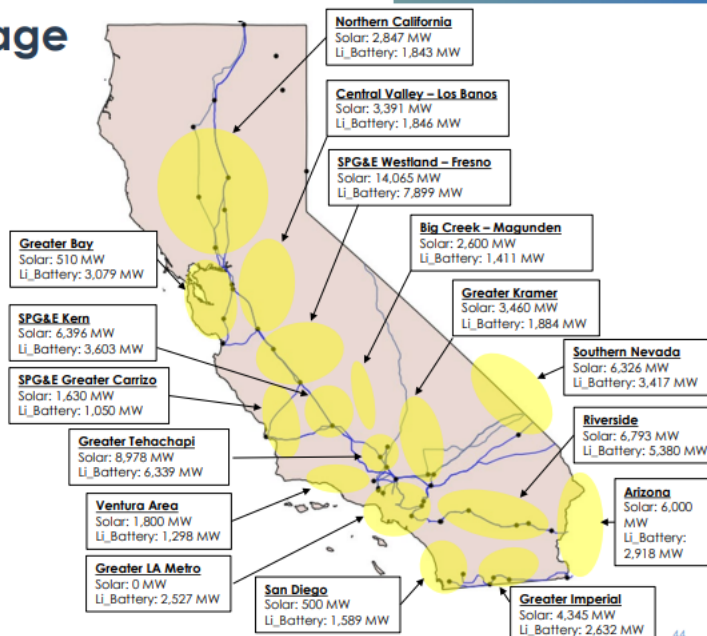 age
Northern California
Solar: 2,847 MW
Li_Battery: 1,843 MW
Central Valley – Los Banos
Solar: 3,391 MW
Li_Battery: 1,846 MW
SPG&E Westland – Fresno
Solar: 14,065 MW
Li_Battery: 7,899 MW
Big Creek – Magunden
Solar: 2,600 MW
Li_Battery: 1,411 MW
Greater Bay
Solar: 510 MW
Li_Battery: 3,079 MW
Greater Kramer
Solar: 3,460 MW
Li_Battery: 1,884 MW
SPG&E Kern
Solar: 6,396 MW
Li_Battery: 3,603 MW
Southern Nevada
Solar: 6,326 MW
Li_Battery: 3,417 MW
SPG&E Greater Carrizo
Solar: 1,630 MW
Li_Battery: 1,050 MW
Riverside
Solar: 6,793 MW
Li_Battery: 5,380 MW
Greater Tehachapi
Solar: 8,978 MW
Li_Battery: 6,339 MW
Arizona
Solar: 6,000
MW
Li_Battery:
2,918 MW
Ventura Area
Solar: 1,800 MW
Li_Battery: 1,298 MW
Greater LA Metro
Solar: 0 MW
Li_Battery: 2,527 MW
San Diego
Solar: 500 MW
Li_Battery: 1,589 MW
Greater Imperial
Solar: 4,345 MW
Li_Battery: 2,632 MW
44